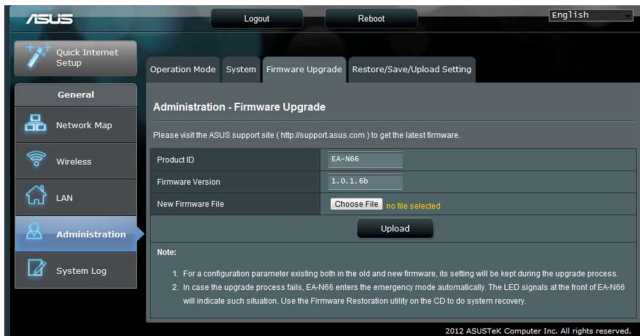 ASUS
Logout
Reboot
English
Quick Internet
Setup
General
Network Map
Wireless
LAN
Administration
System Log
Operation Mode
System
Firmware Upgrade
Restore/Save/Upload Setting
Administration - Firmware Upgrade
Please visit the ASUS support site ( http://support.asus.com ) to get the latest firmware.
Product ID
EA-N66
Firmware Version
1.0.1.6b
New Firmware File
Choose File no file selected
Upload
Note:
1. For a configuration parameter existing both in the old and new firmware, its setting will be kept during the upgrade process.
2. In case the upgrade process fails, EA-N66 enters the emergency mode automatically. The LED signals at the front of EA-N66
will indicate such situation. Use the Firmware Restoration utility on the CD to do system recovery.
2012 ASUSTeK Computer Inc. All rights reserved.